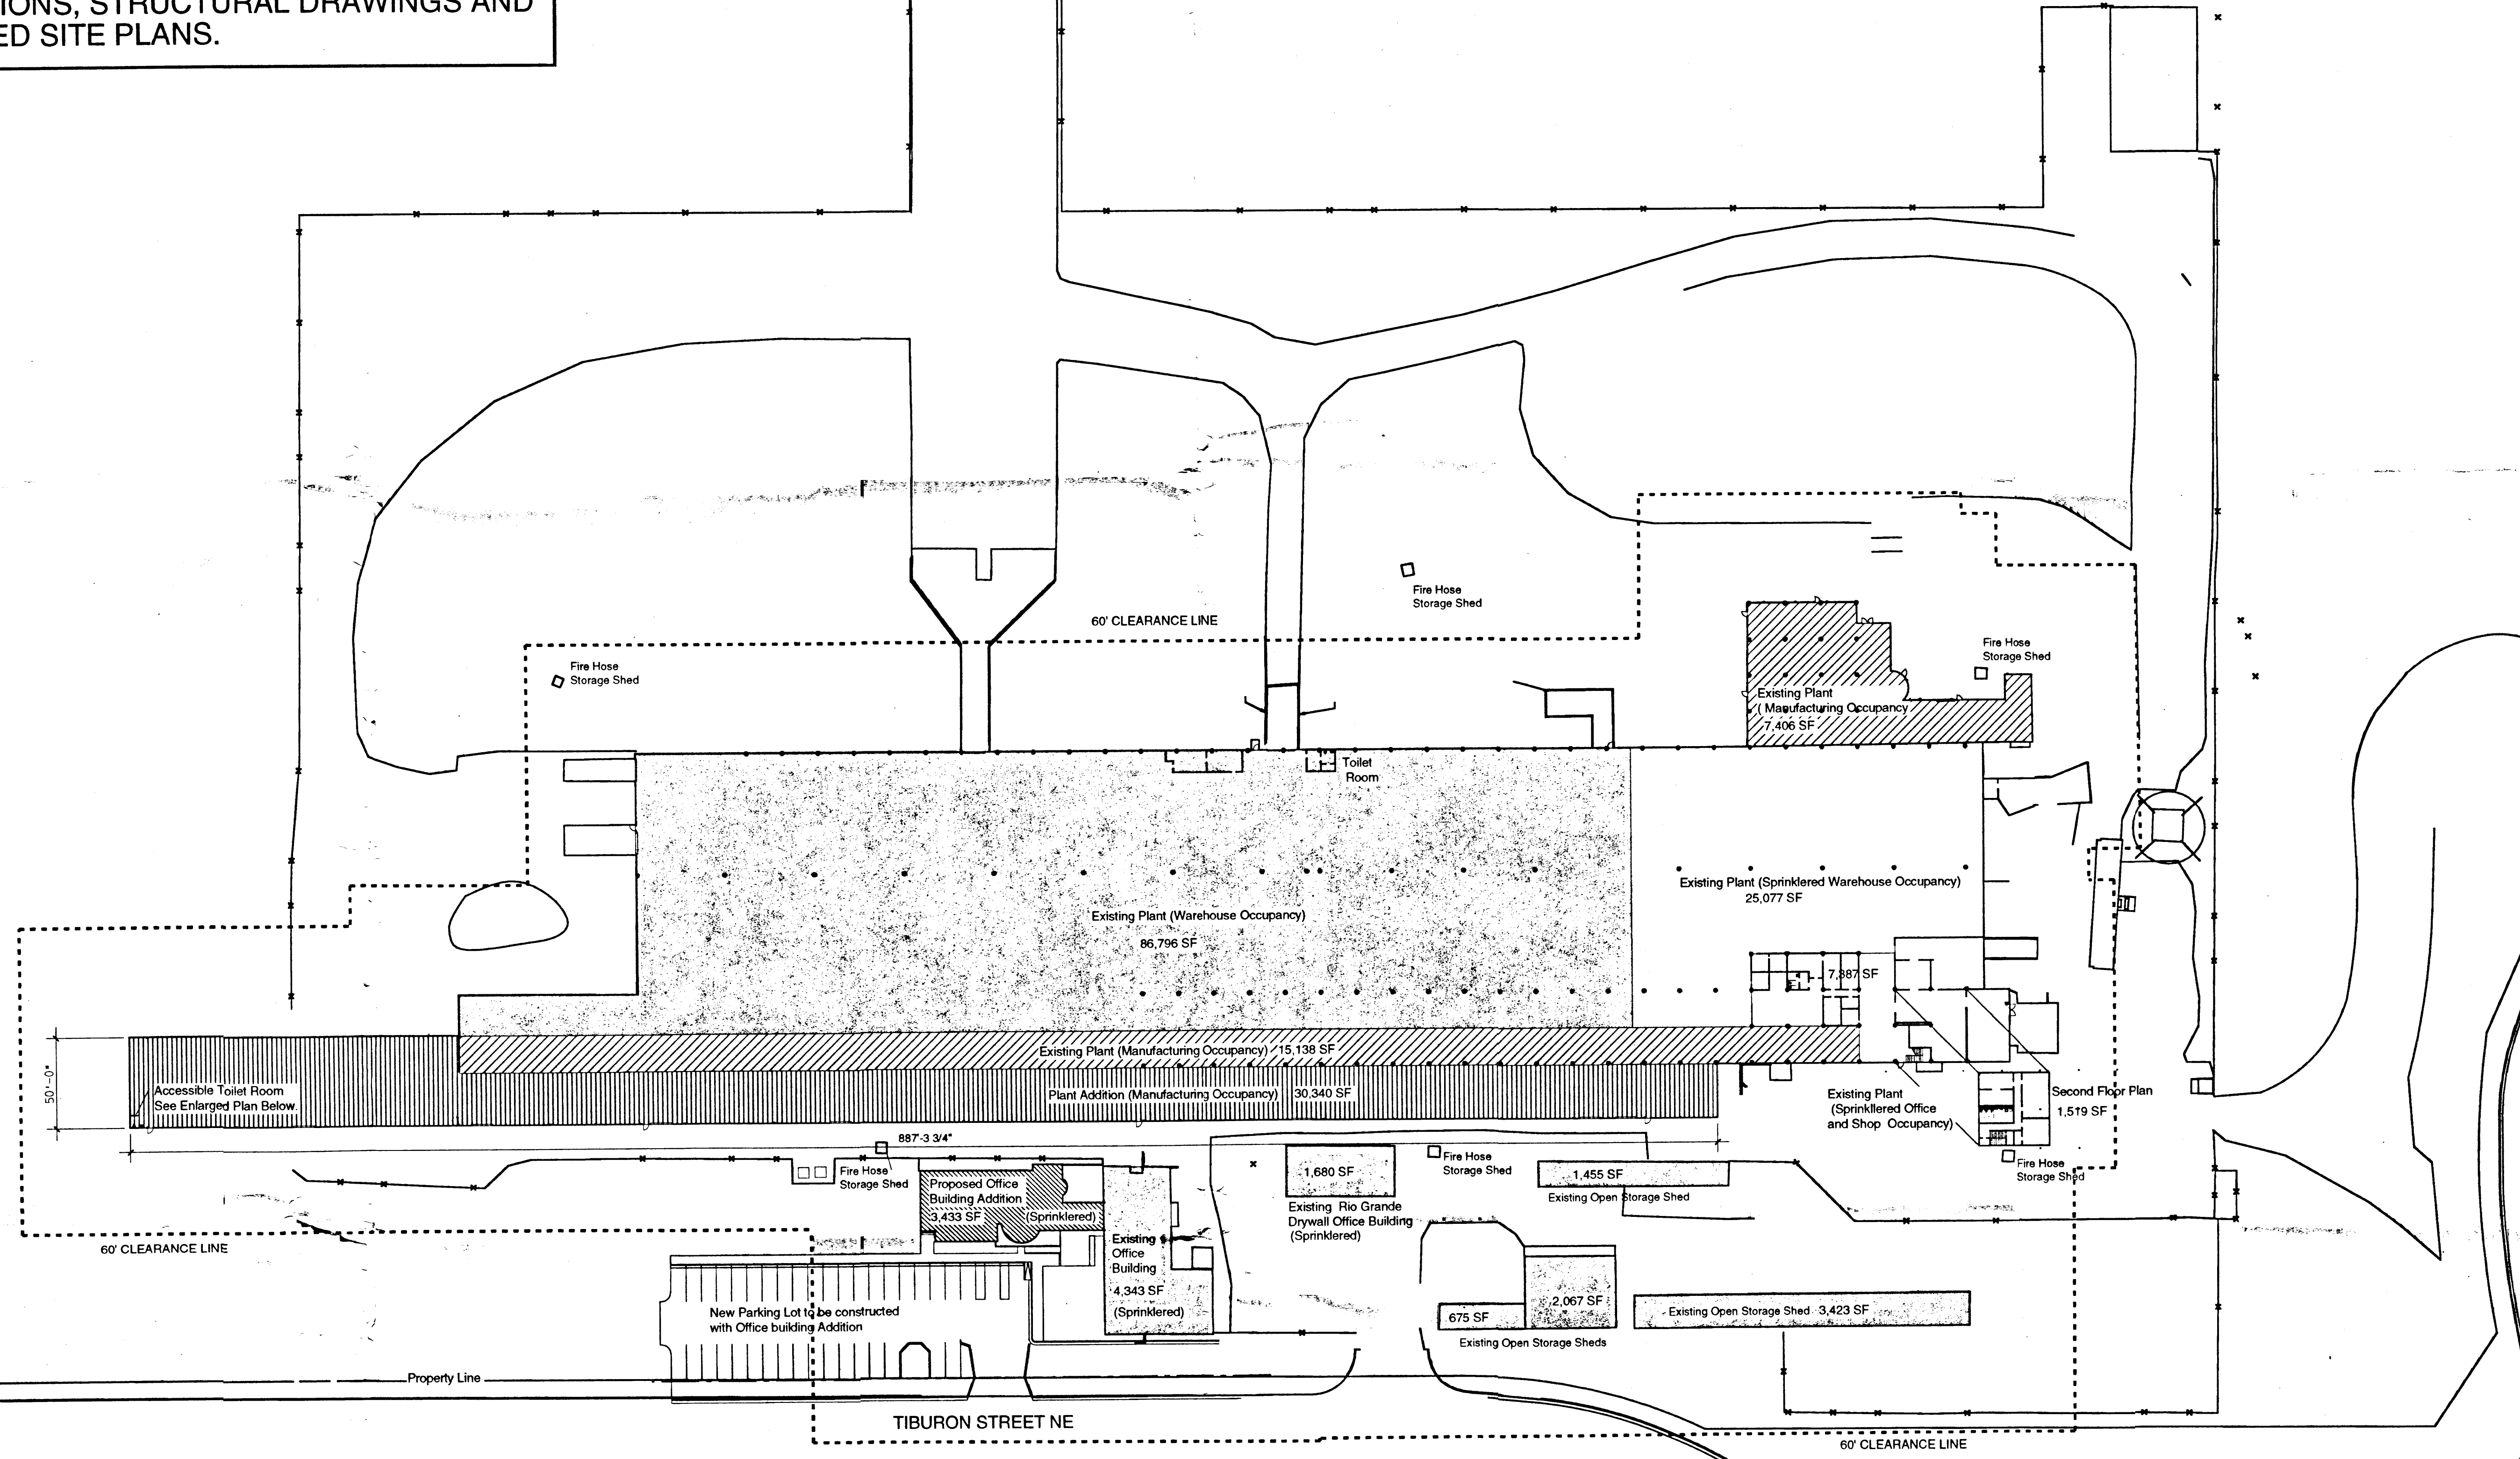 IONS, STRUCTURAL DRAWINGS AND
ED SITE PLANS.
Fire Hose
Storage Shed
60' CLEARANCE LINE
Fire Hose
Storage Shed
Fire Hose
Storage Shed
Existing Plant
( Manufacturing Occupancy
7,406 SF
Toilet
Room
Existing Plant (Sprinklered Warehouse Occupancy)
25,077 SF
Existing Plant (Warehouse Occupancy)
86,796 SF
7,887 SF
Existing Plant (Manufacturing Occupancy) 15,138 SF
50'-0"
Accessible Toilet Room
See Enlarged Plan Below.
Plant Addition (Manufacturing Occupancy) 30,340 SF
Existing Plant
(Sprinkllered Office
and Shop Occupancy)
Second Floor Plan
1,519 SF
887'-3 3/4"
Fire Hose
Storage Shed
Fire Hose
Storage Shed
Fire Hose
Storage Shed
Proposed Office
Building Addition
3,433 SF (Sprinklered)
1,680 SF
Existing Rio Grande
Drywall Office Building
(Sprinklered)
1,455 SF
Existing Open Storage Shed
60' CLEARANCE LINE
Existing
Office
Building
4,343 SF
(Sprinklered)
New Parking Lot to be constructed
with Office building Addition
675 SF
2,067 SF
Existing Open Storage Sheds
Existing Open Storage Shed 3,423 SF
Property Line
TIBURON STREET NE
60' CLEARANCE LINE